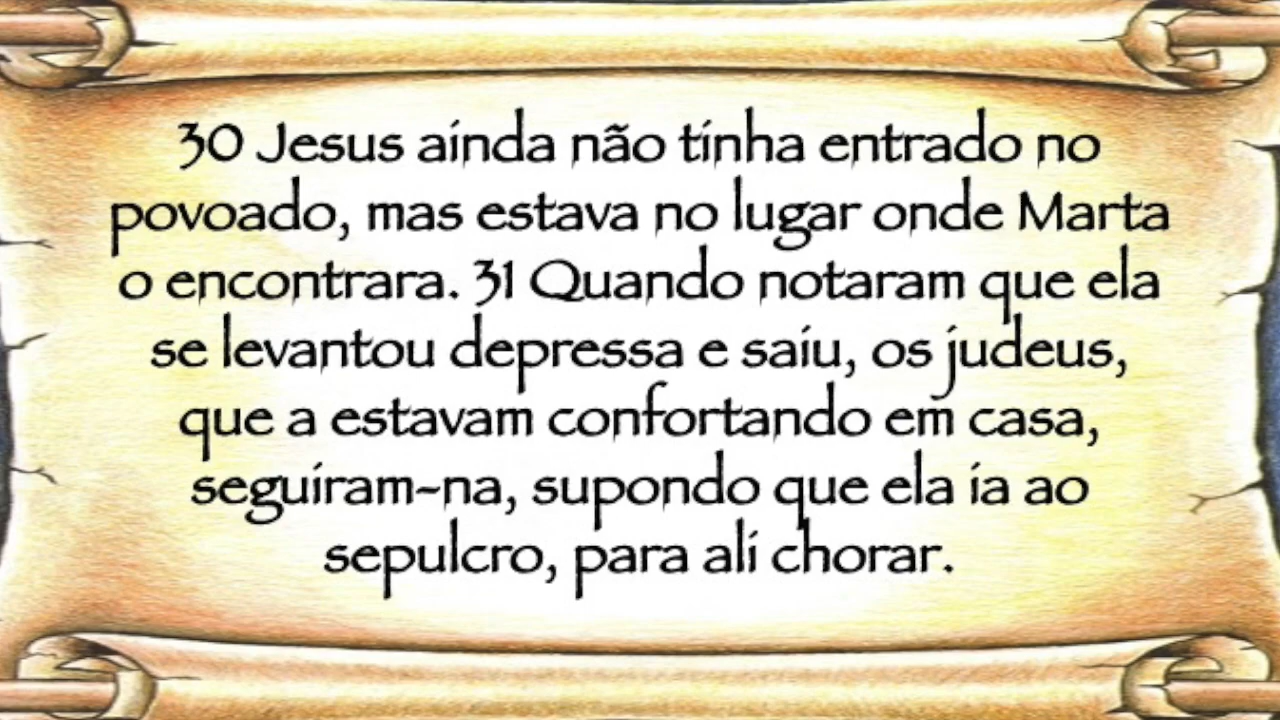 30 Jesus ainda não tinha entrado no
povoado, mas estava no lugar onde Marta
o encontrara. 31 Quando notaram que ela
se levantou depressa e saiu, os judeus,
que a estavam confortando em casa,
seguiram-na, supondo que ela ia ao
sepulcro, para ali chorar.